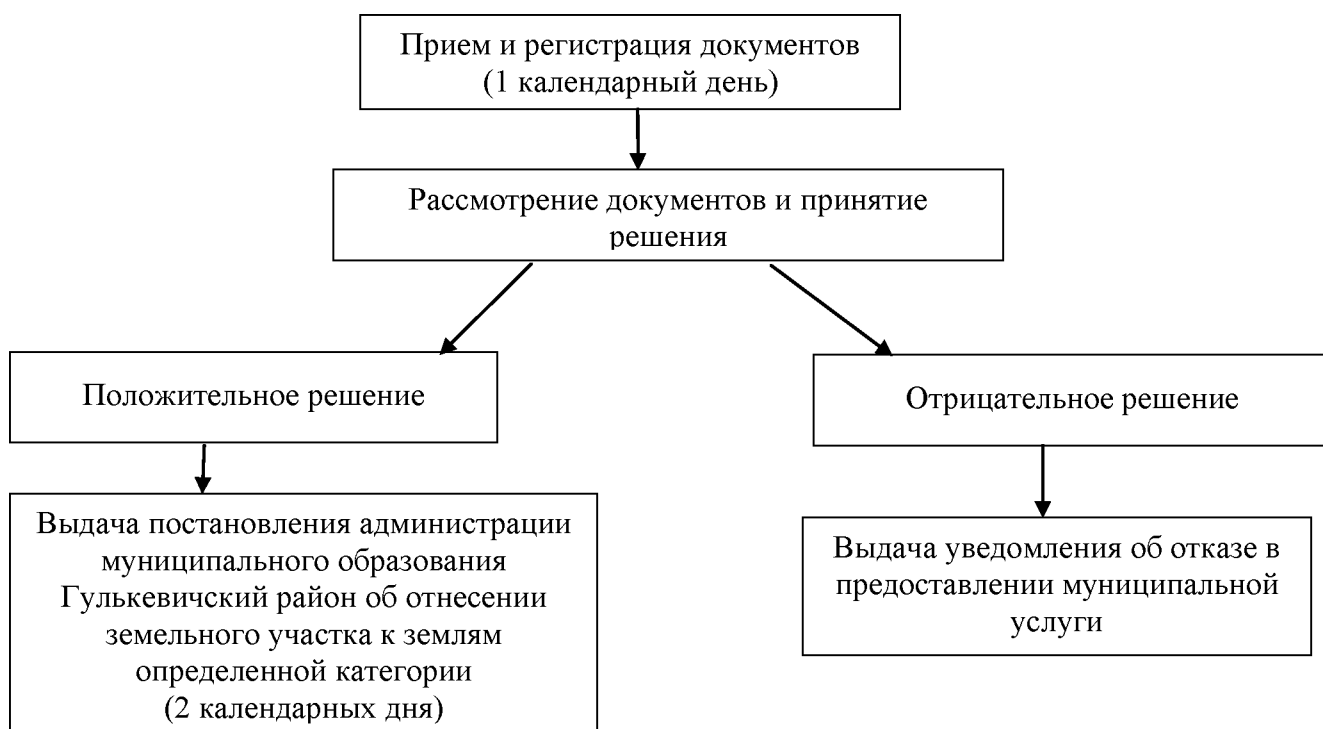 Прием и регистрация документов
(1 календарный день)
Рассмотрение документов и принятие
решения
Положительное решение
Отрицательное решение
Выдача постановления администрации
муниципального образования
Гулькевичский район об отнесении
земельного участка к землям
определенной категории
(2 календарных дня)
Выдача уведомления об отказе в
предоставлении муниципальной
услуги